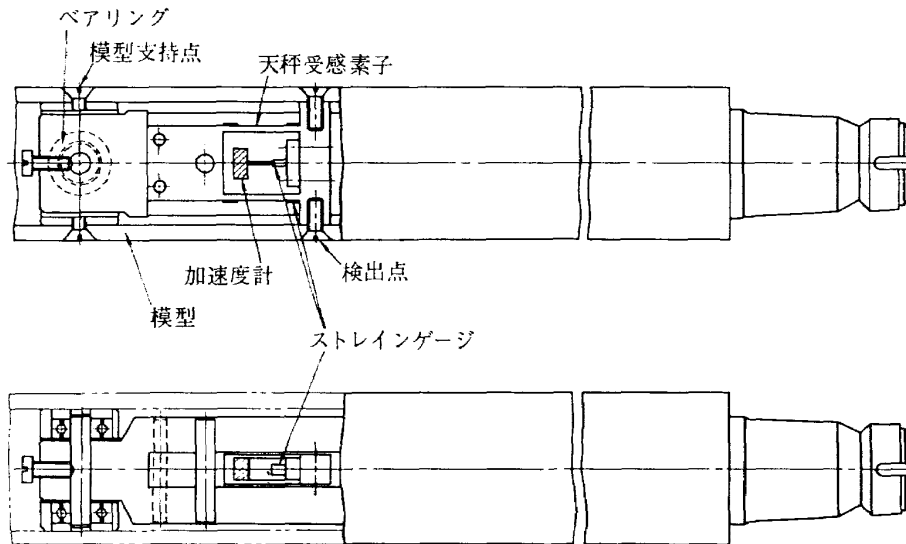 ベアリング
模型支持点
天秤受感素子
加速度計
検出点
模型
ストレインゲージ